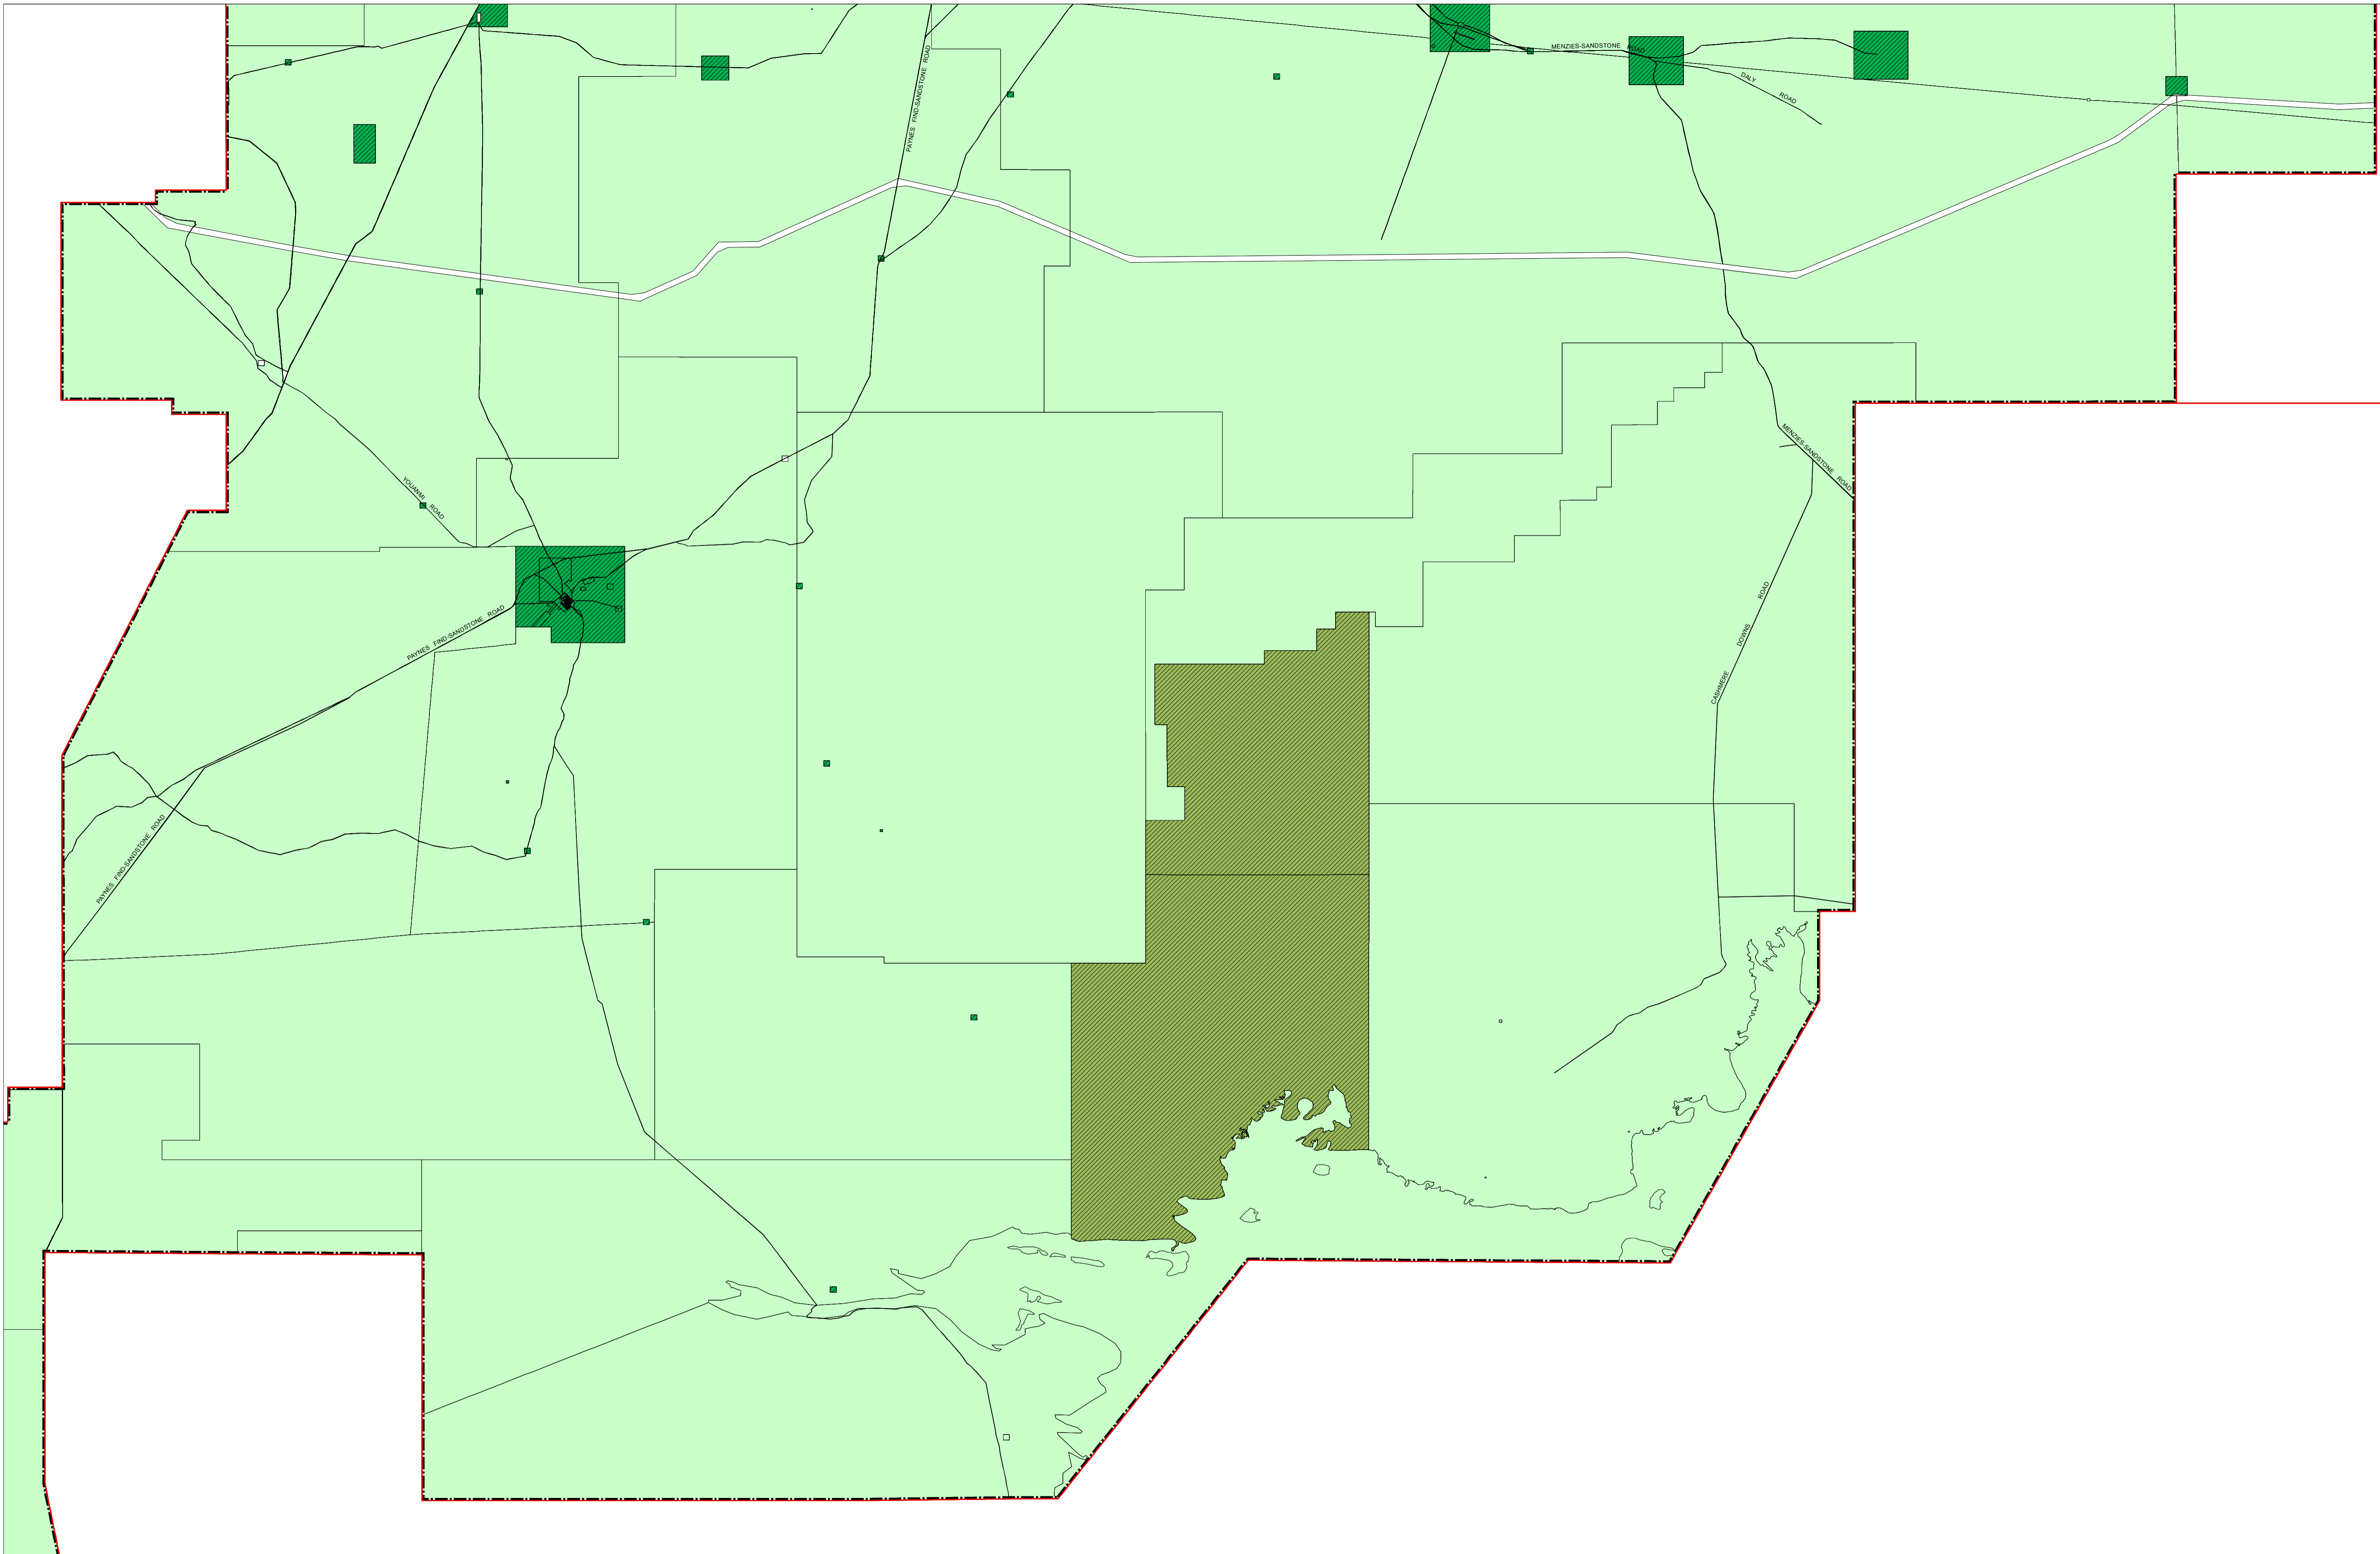 MENZIES-SANDSTONE ROAD
DALY ROAD
PAYNES FIND-SANDSTONE ROAD
MENZIES-SANDSTONE ROAD
YOUANMI ROAD
PAYNES FIND-SANDSTONE ROAD
CASHMERE DOWNS ROAD
PAYNES FIND-SANDSTONE ROAD